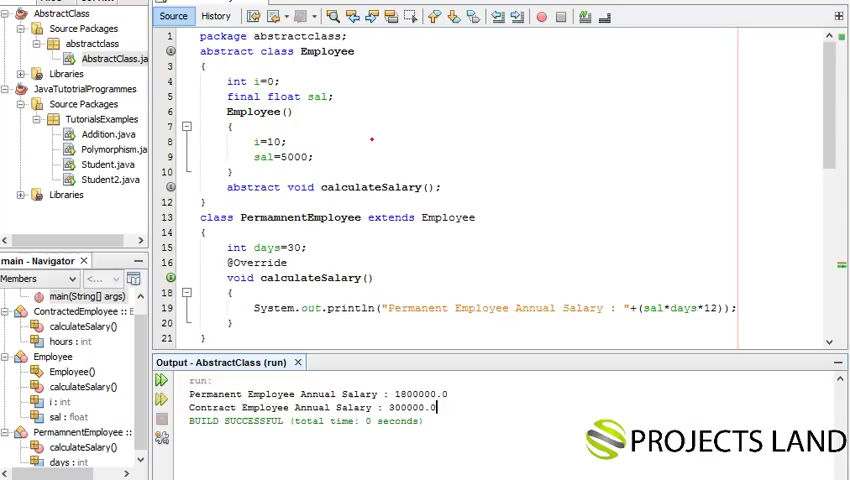 Source
History
AbstractClass
Source Packages
abstractclass
AbstractClass.ja
Libraries
JavaTutotrialProgrammes
Source Packages
TutorialsExamples
Addition.java
Polymorphism.ja
Student.java
Student2.java
Libraries
1 package abstractclass;
abstract class Employee
3 {
4 int i=0;
5 final float sal;
6 Employee()
7 {
8 i=10;
9 sal=5000;
10 }
abstract void calculateSalary();
12 }
13 class PermamnentEmployee extends Employee
14 {
15 int days=30;
16 @Override
void calculateSalary()
18 {
19 System.out.println("Permanent Employee Annual Salary : "+(sal*days*12));
20 }
21 }
main - Navigator
Members
<...
main(String[] args)
ContractedEmployee :: E
calculateSalary()
hours : int
Employee
Employee()
calculateSalary()
i : int
sal : float
PermamnentEmployee ::
calculateSalary()
days : int
Output - AbstractClass (run)
run:
Permanent Employee Annual Salary : 1800000.0
Contract Employee Annual Salary : 300000.0
BUILD SUCCESSFUL (total time: 0 seconds)
PROJECTS LAND